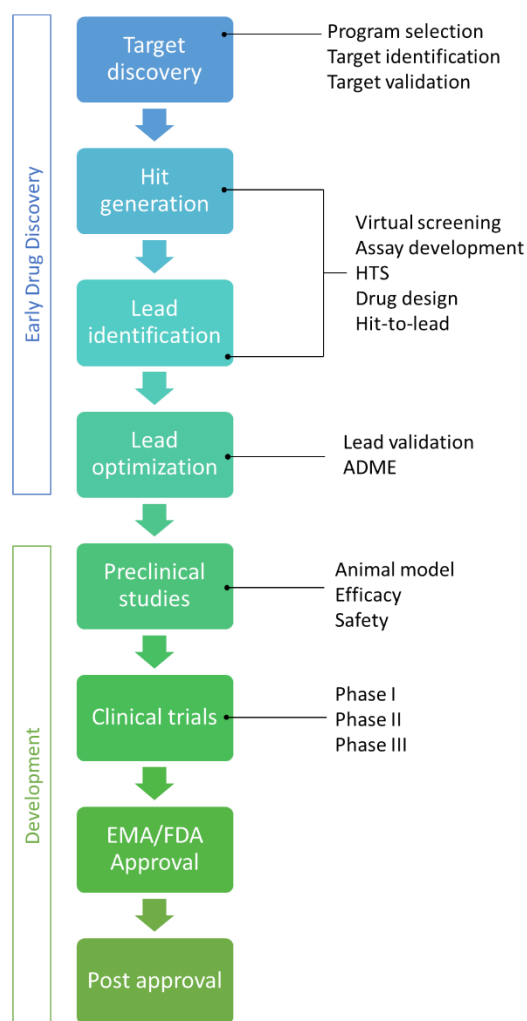 Early Drug Discovery
Target
discovery
Program selection
Target identification
Target validation
Hit
generation
Virtual screening
Assay development
HTS
Drug design
Hit-to-lead
Lead
identification
Lead
optimization
Lead validation
ADME
Development
Preclinical
studies
Animal model
Efficacy
Safety
Clinical trials
Phase I
Phase II
Phase III
EMA/FDA
Approval
Post approval